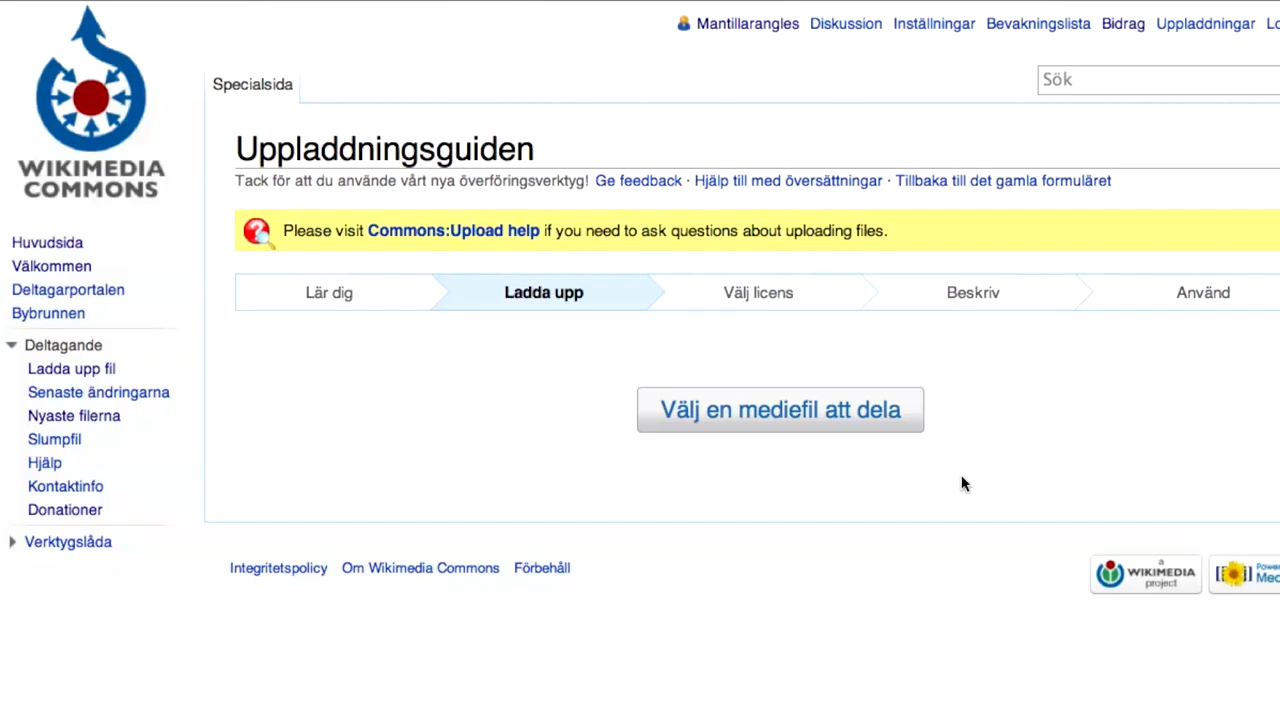 Mantillarangles Diskussion Inställningar Bevakningslista Bidrag Uppladdningar
Specialsida
Sök
WIKIMEDIA
COMMONS
Uppladdningsguiden
Tack för att du använde vårt nya överföringsverktyg! Ge feedback · Hjälp till med översättningar · Tillbaka till det gamla formuläret
Please visit Commons:Upload help if you need to ask questions about uploading files.
Huvudsida
Välkommen
Deltagarportalen
Bybrunnen
Lär dig Ladda upp Välj licens Beskriv Använd
Deltagande
Ladda upp fil
Senaste ändringarna
Nyaste filerna
Slumpfil
Hjälp
Kontaktinfo
Donationer
Verktygslåda
Välj en mediefil att dela
Integritetspolicy Om Wikimedia Commons Förbehåll
a
WIKIMEDIA
project